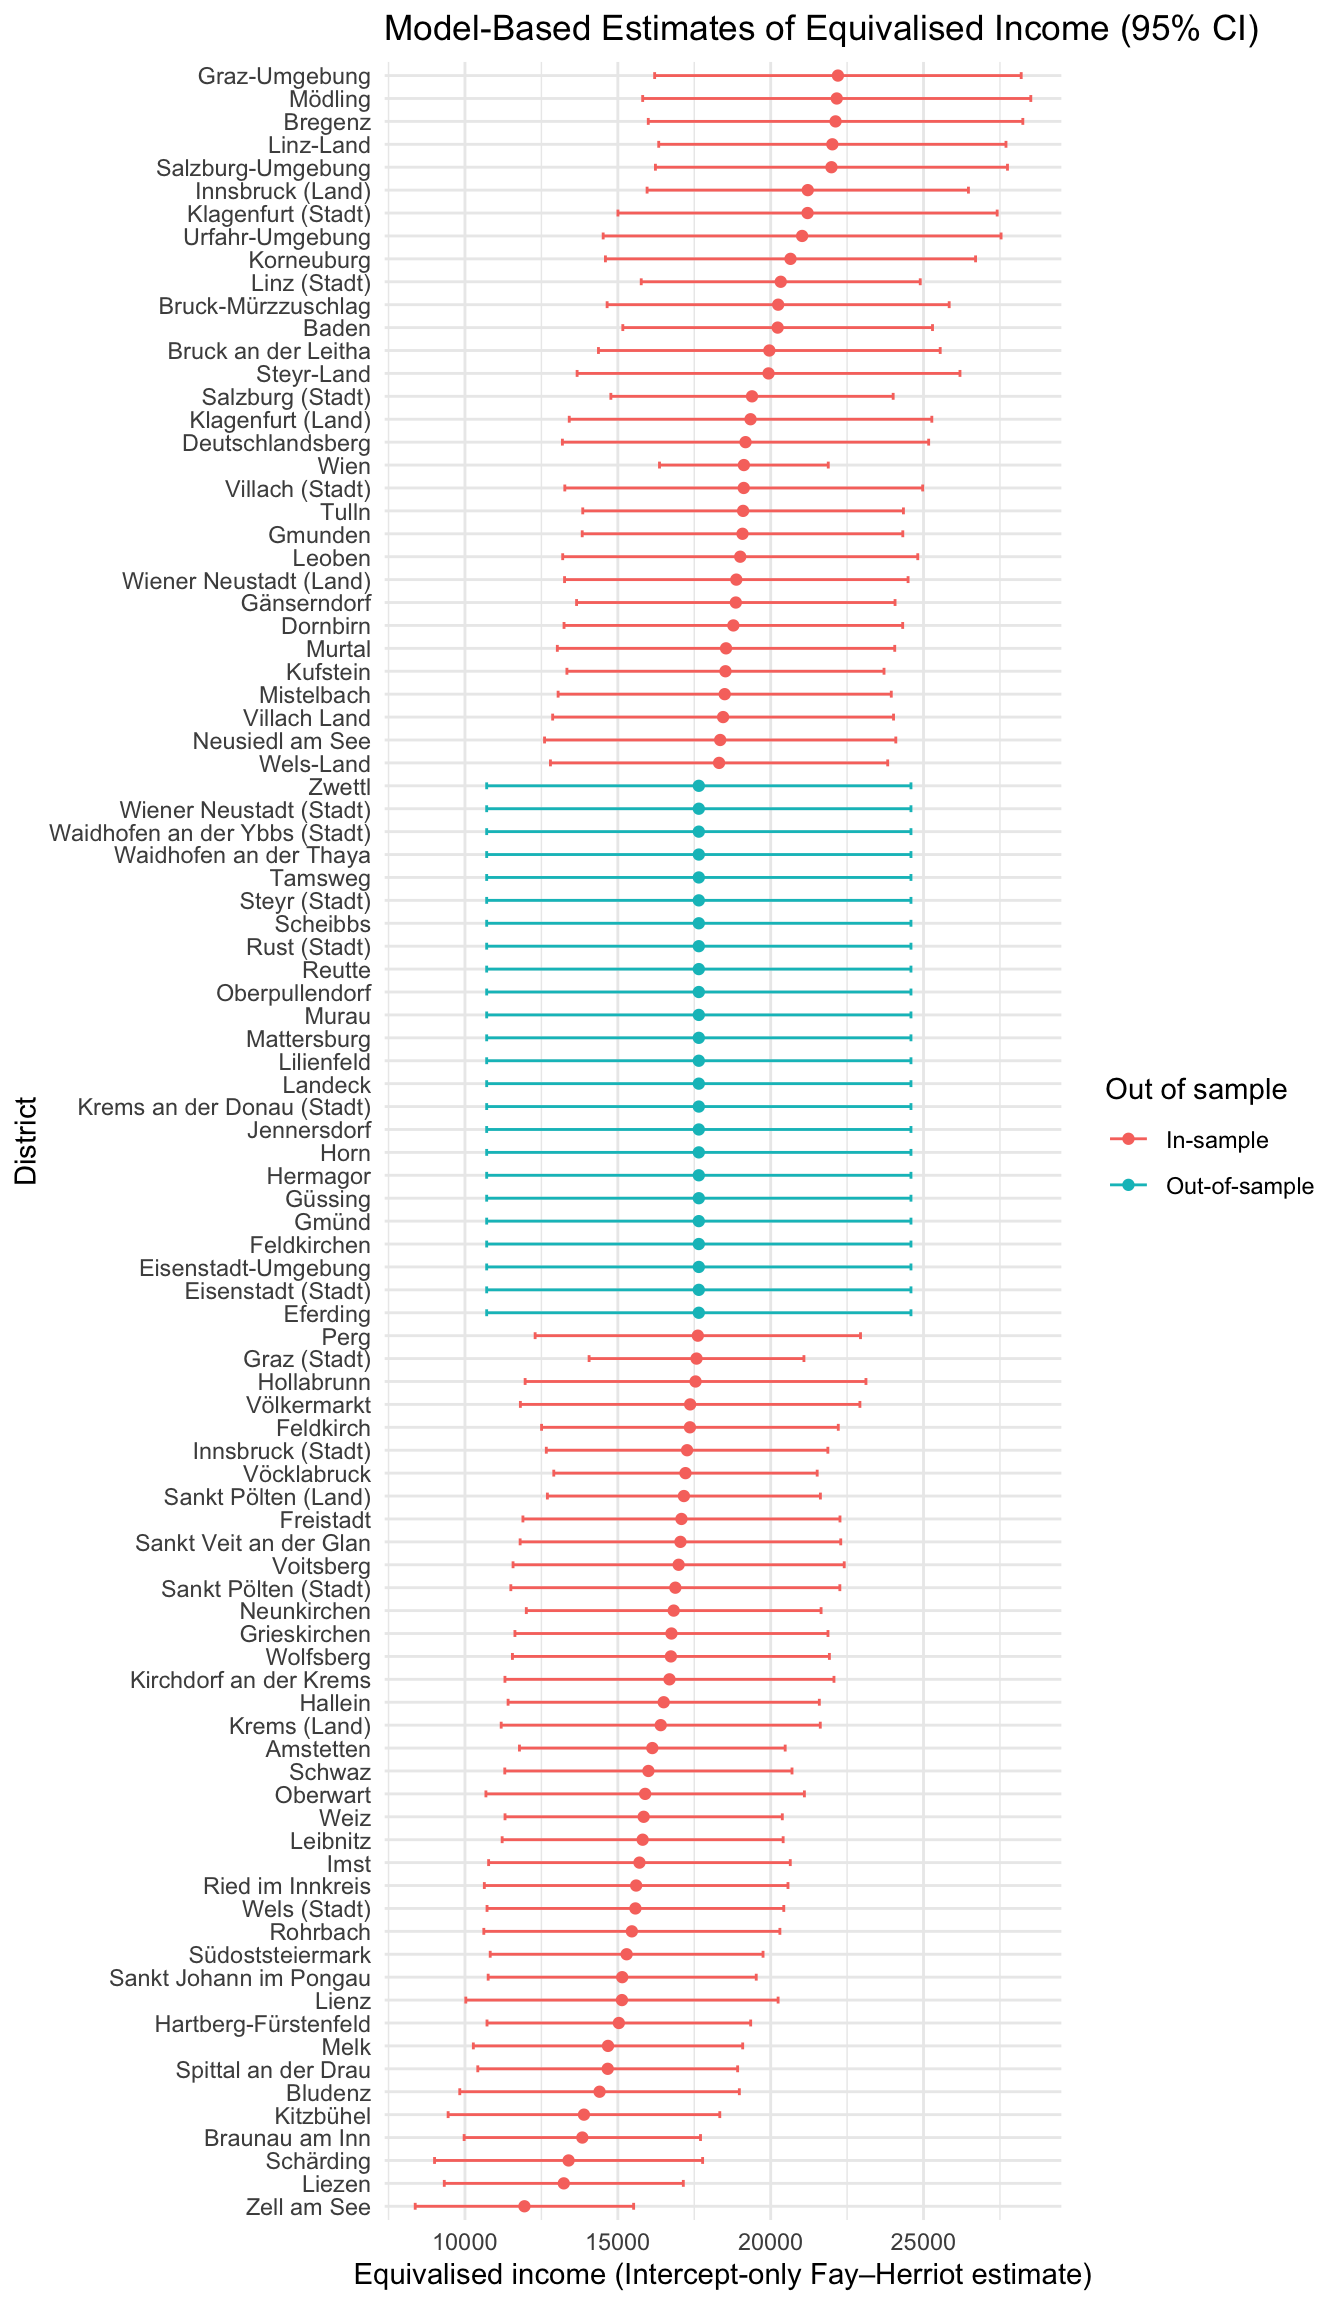 Model-Based Estimates of Equivalised Income (95% CI)
Graz-Umgebung
Mödling
Bregenz
Linz-Land
Salzburg-Umgebung
Innsbruck (Land)
Klagenfurt (Stadt)
Urfahr-Umgebung
Korneuburg
Linz (Stadt)
Bruck-Mürzzuschlag
Baden
Bruck an der Leitha
Steyr-Land
Salzburg (Stadt)
Klagenfurt (Land)
Deutschlandsberg
Wien
Villach (Stadt)
Tulln
Gmunden
Leoben
Wiener Neustadt (Land)
Gänserndorf
Dornbirn
Murtal
Kufstein
Mistelbach
Villach Land
Neusiedl am See
Wels-Land
Zwettl
Wiener Neustadt (Stadt)
Waidhofen an der Ybbs (Stadt)
Waidhofen an der Thaya
Tamsweg
Steyr (Stadt)
Scheibbs
Rust (Stadt)
Reutte
Oberpullendorf
Murau
Mattersburg
Lilienfeld
Landeck
Krems an der Donau (Stadt)
Jennersdorf
Horn
Hermagor
Güssing
Gmünd
Feldkirchen
Eisenstadt-Umgebung
Eisenstadt (Stadt)
Eferding
Perg
Graz (Stadt)
Hollabrunn
Völkermarkt
Feldkirch
Innsbruck (Stadt)
Vöcklabruck
Sankt Pölten (Land)
Freistadt
Sankt Veit an der Glan
Voitsberg
Sankt Pölten (Stadt)
Neunkirchen
Grieskirchen
Wolfsberg
Kirchdorf an der Krems
Hallein
Krems (Land)
Amstetten
Schwaz
Oberwart
Weiz
Leibnitz
Imst
Ried im Innkreis
Wels (Stadt)
Rohrbach
Südoststeiermark
Sankt Johann im Pongau
Lienz
Hartberg-Fürstenfeld
Melk
Spittal an der Drau
Bludenz
Kitzbühel
Braunau am Inn
Schärding
Liezen
Zell am See
District
10000 15000 20000 25000
Equivalised income (Intercept-only Fay–Herriot estimate)
Out of sample
In-sample
Out-of-sample